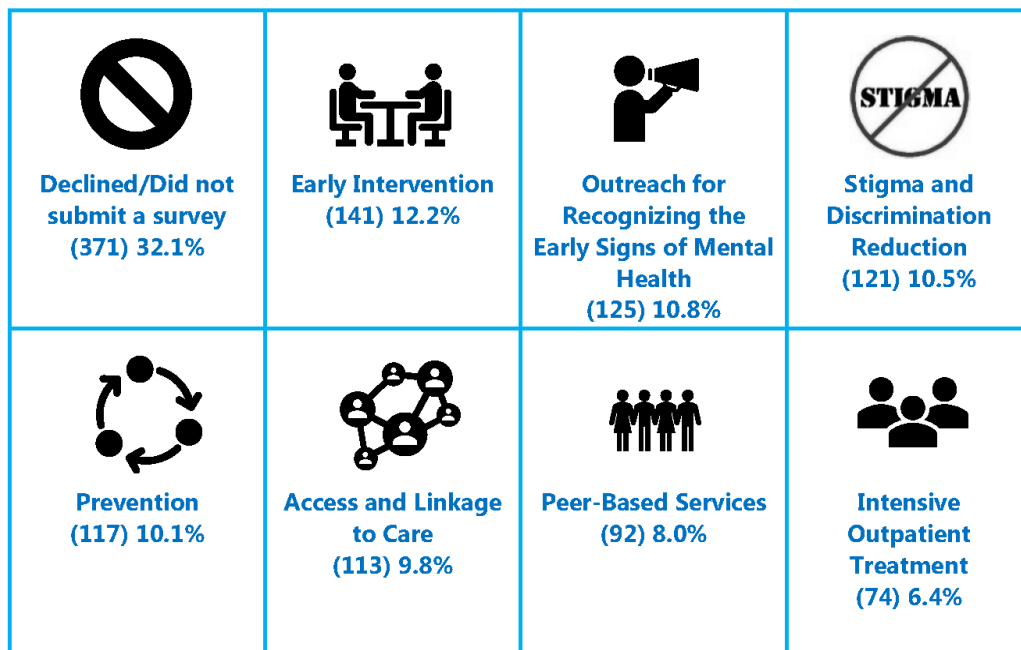 Declined/Did not
submit a survey
(371) 32.1%
Early Intervention
(141) 12.2%
Outreach for
Recognizing the
Early Signs of Mental
Health
(125) 10.8%
STIGMA
Stigma and
Discrimination
Reduction
(121) 10.5%
Prevention
(117) 10.1%
Access and Linkage
to Care
(113) 9.8%
Peer-Based Services
(92) 8.0%
Intensive
Outpatient
Treatment
(74) 6.4%